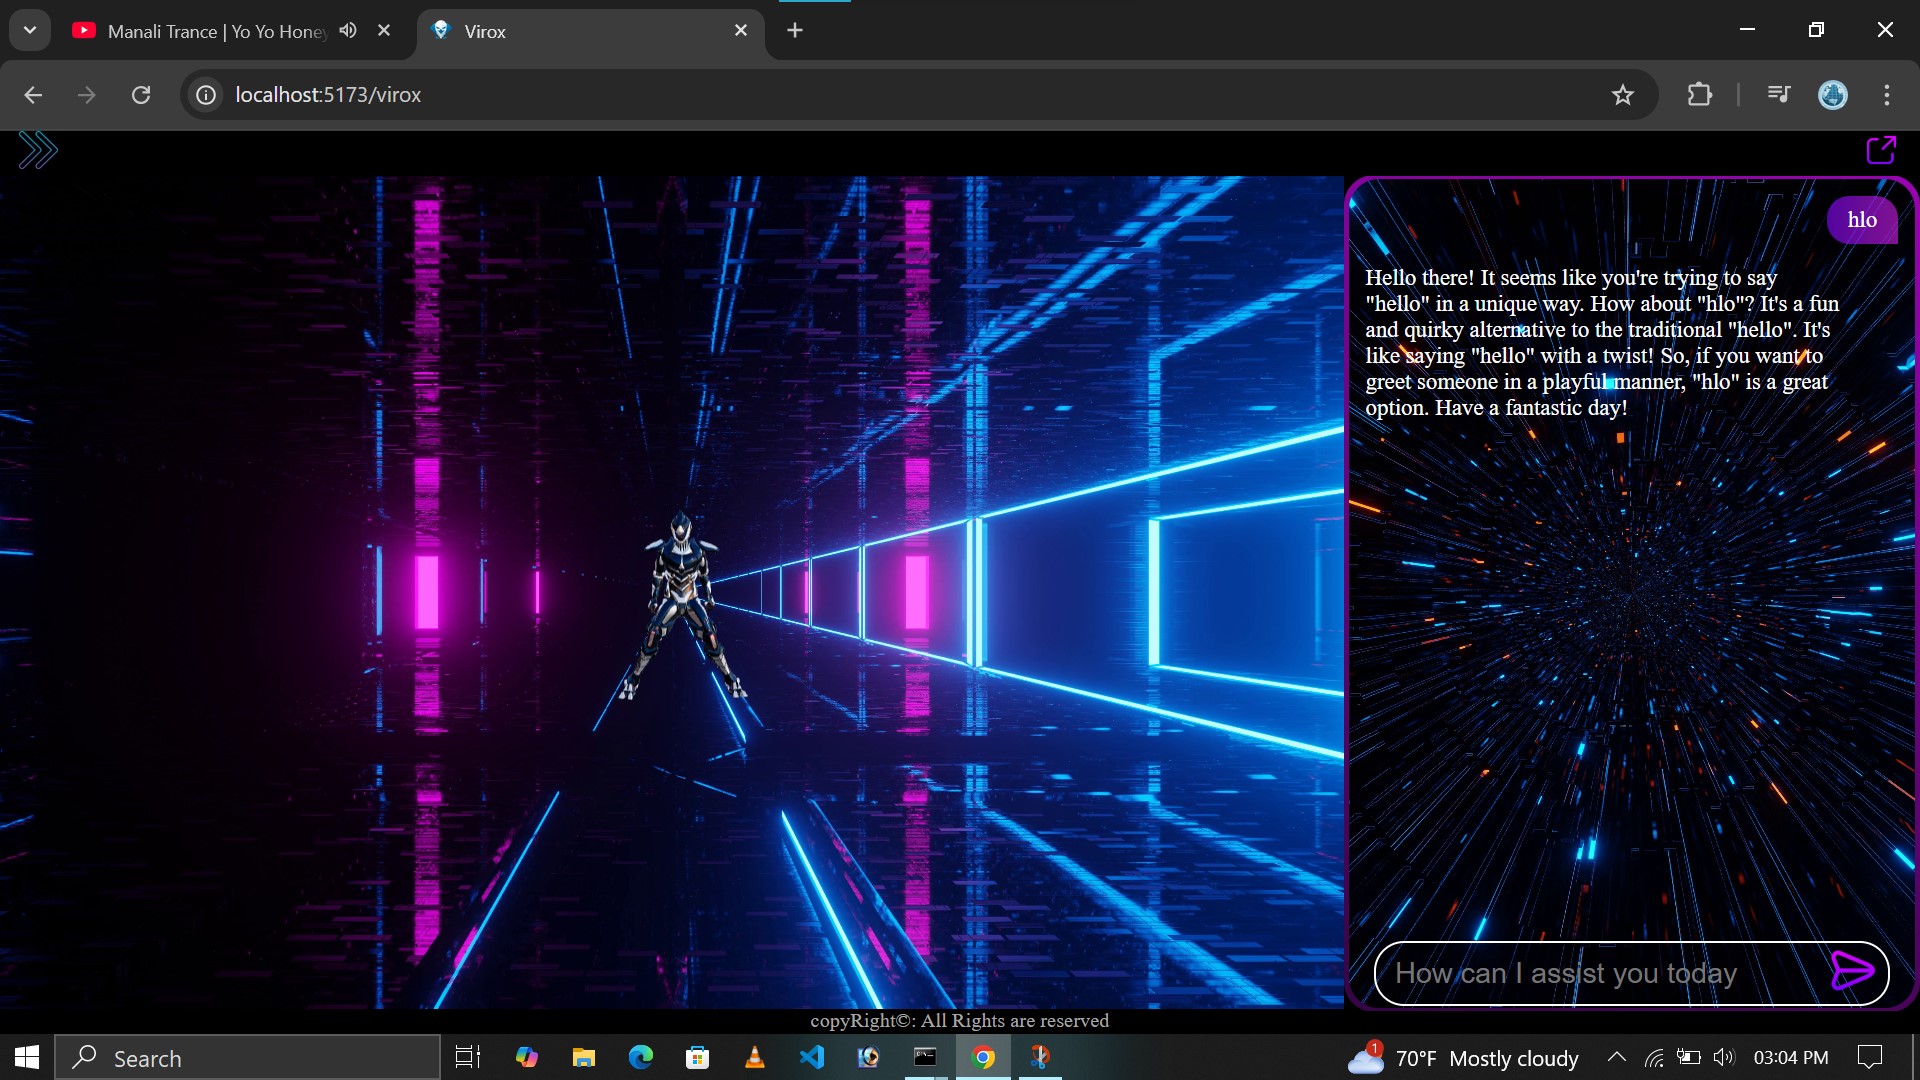 Manali Trance | Yo Yo Honey
Virox
localhost:5173/virox
hlo
Hello there! It seems like you're trying to say
"hello" in a unique way. How about "hlo"? It's a fun
and quirky alternative to the traditional "hello". It's
like saying "hello" with a twist! So, if you want to
greet someone in a playful manner, "hlo" is a great
option. Have a fantastic day!
How can I assist you today
copyRight©: All Rights are reserved
Search
1
70°F Mostly cloudy
03:04 PM